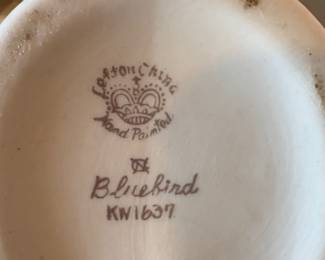 Lefton China
Hand Painted
Bluebird
KW1637